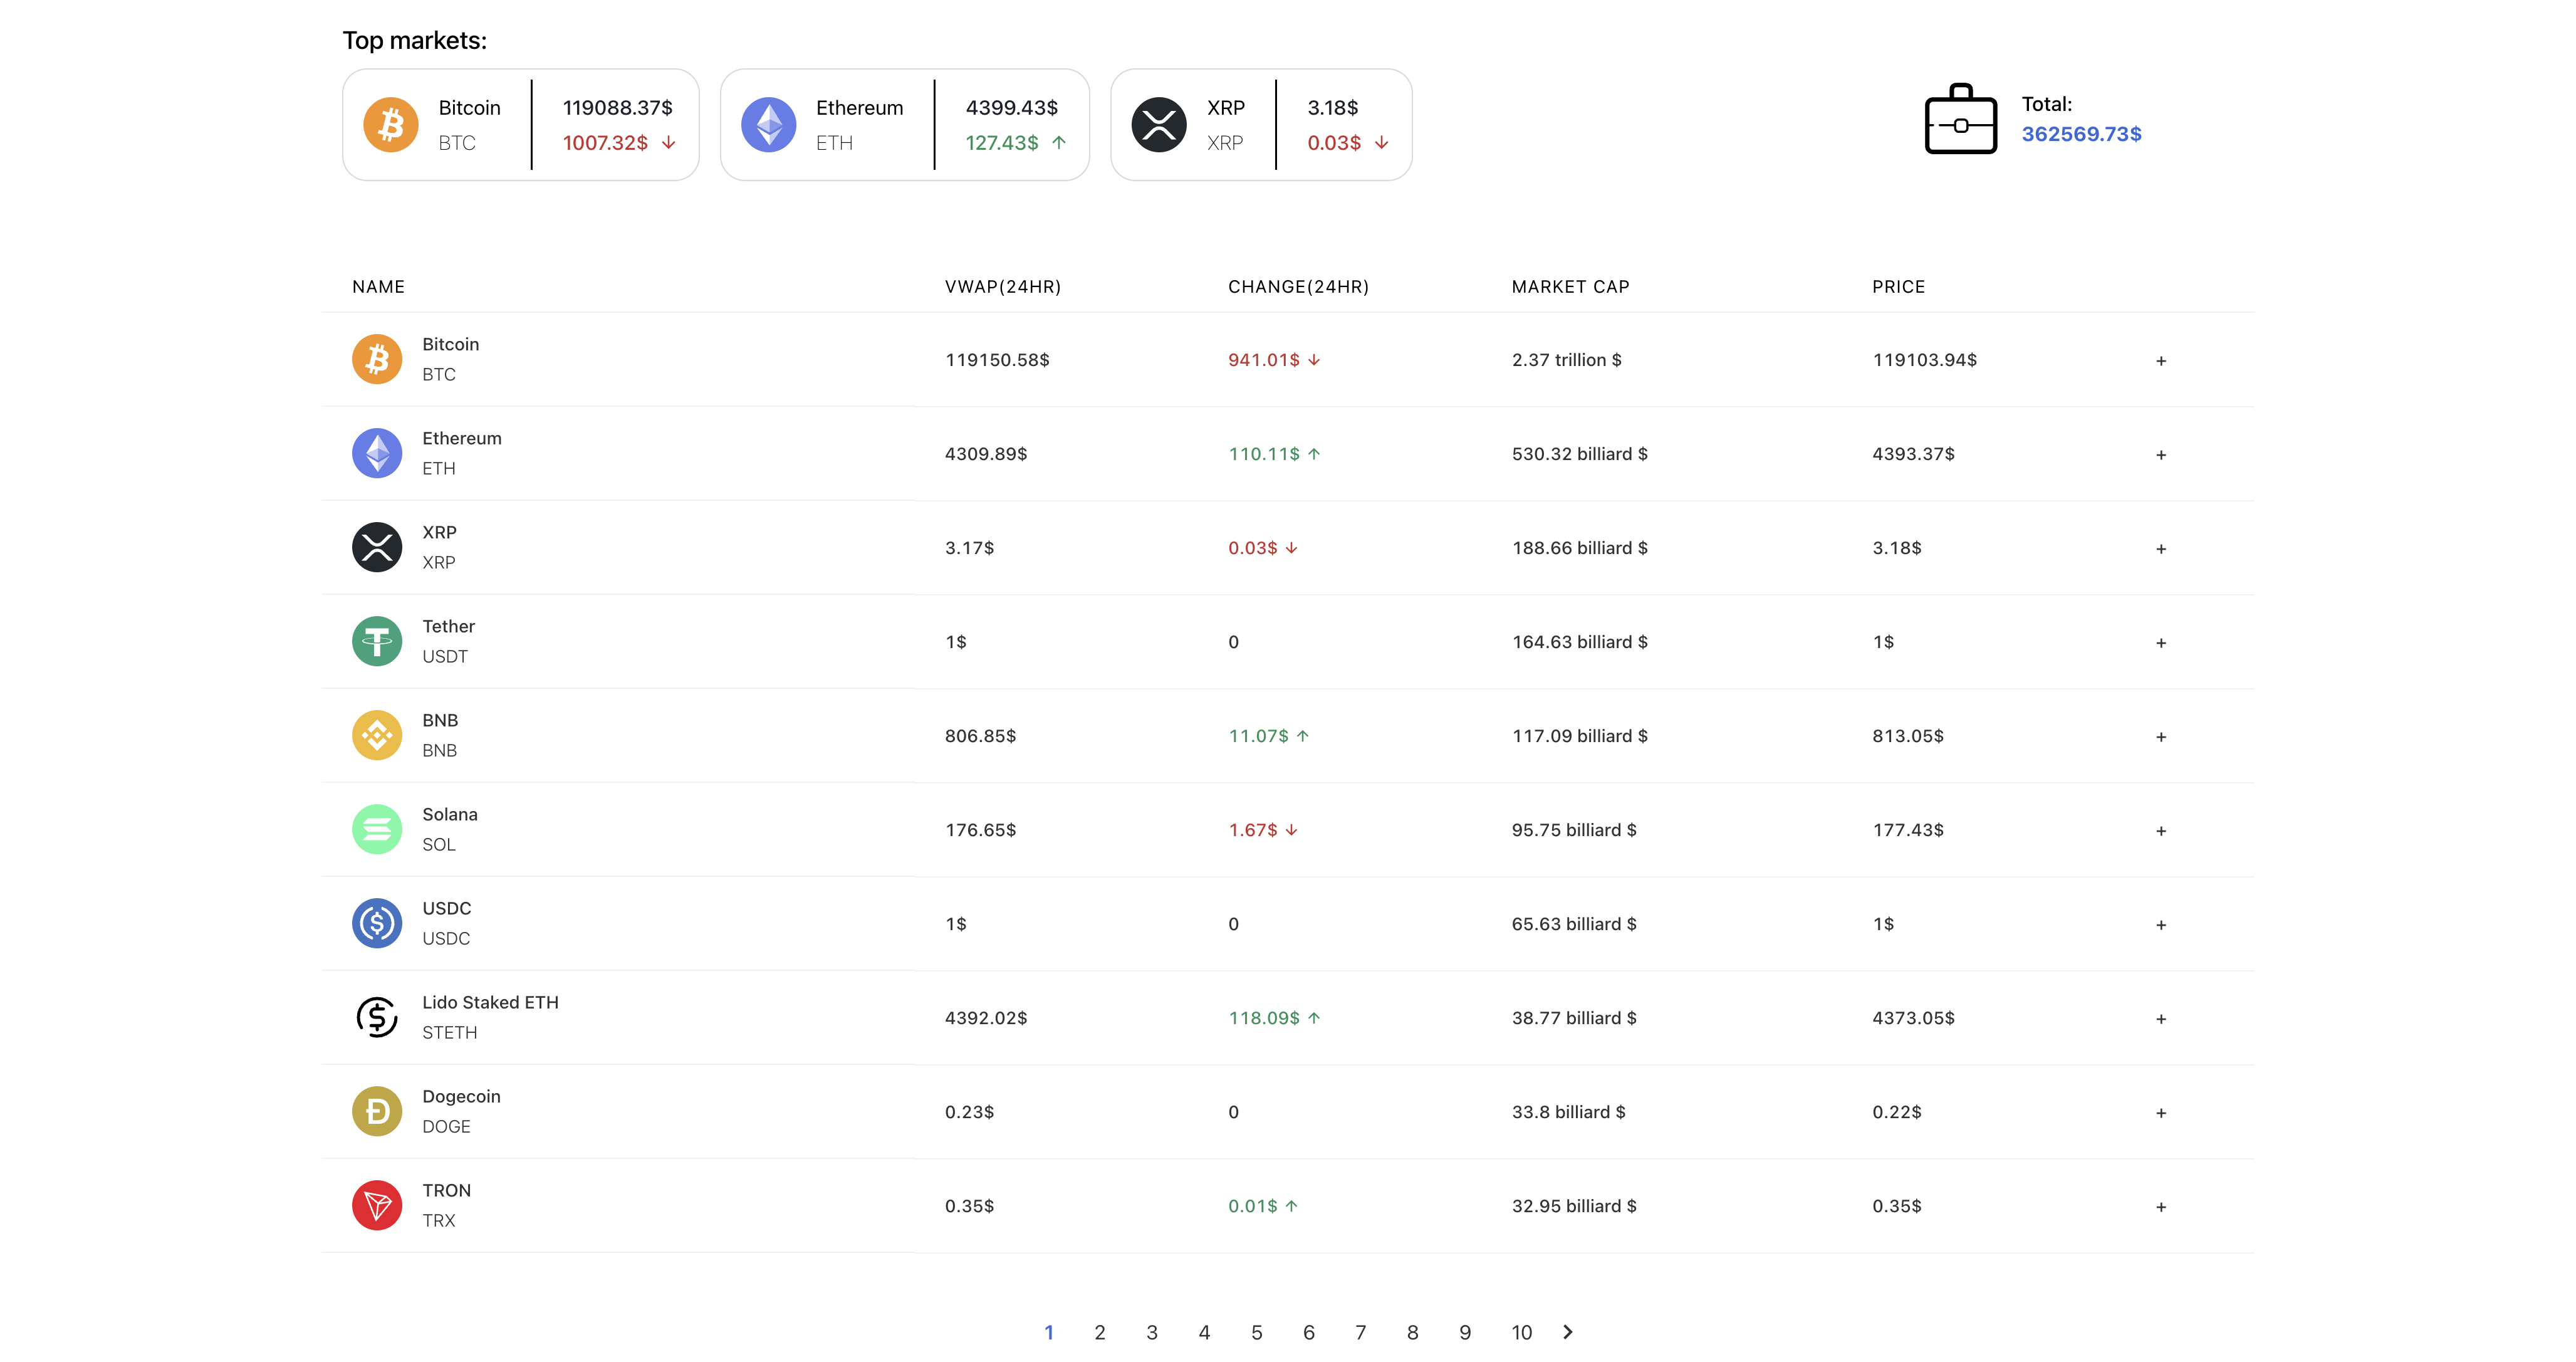 Top markets:
Bitcoin 119088.37$
BTC 1007.32$ ↓
Ethereum 4399.43$
ETH 127.43$ ↑
XRP 3.18$
XRP 0.03$ ↓
Total:
362569.73$
NAME VWAP(24HR) CHANGE(24HR) MARKET CAP PRICE
Bitcoin
BTC
119150.58$ 941.01$ ↓ 2.37 trillion $ 119103.94$ +
Ethereum
ETH
4309.89$ 110.11$ ↑ 530.32 billiard $ 4393.37$ +
XRP
XRP
3.17$ 0.03$ ↓ 188.66 billiard $ 3.18$ +
Tether
USDT
1$ 0 164.63 billiard $ 1$ +
BNB
BNB
806.85$ 11.07$ ↑ 117.09 billiard $ 813.05$ +
Solana
SOL
176.65$ 1.67$ ↓ 95.75 billiard $ 177.43$ +
USDC
USDC
1$ 0 65.63 billiard $ 1$ +
Lido Staked ETH
STETH
4392.02$ 118.09$ ↑ 38.77 billiard $ 4373.05$ +
Dogecoin
DOGE
0.23$ 0 33.8 billiard $ 0.22$ +
TRON
TRX
0.35$ 0.01$ ↑ 32.95 billiard $ 0.35$ +
1 2 3 4 5 6 7 8 9 10 >